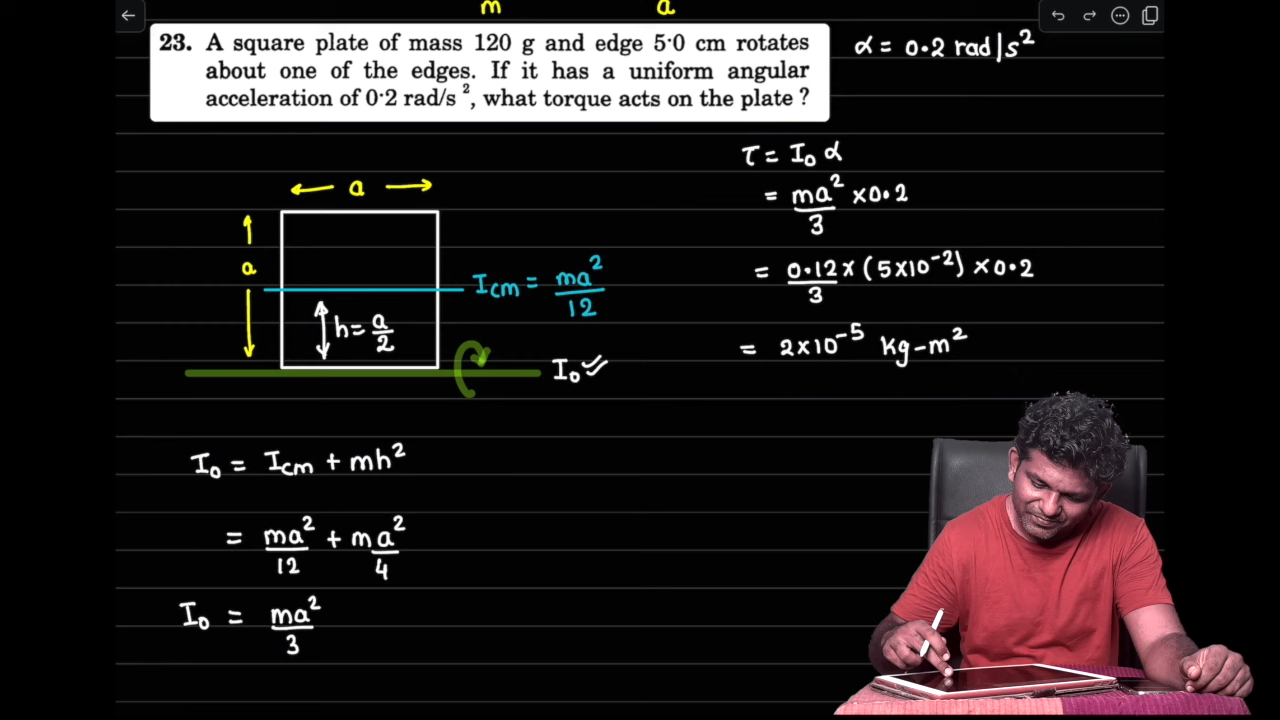 m a
23. A square plate of mass 120 g and edge 5·0 cm rotates
about one of the edges. If it has a uniform angular
acceleration of 0·2 rad/s², what torque acts on the plate ?
α = 0.2 rad/s²
a
a
I_cm = ma²/12
h = a/2
I₀
τ = I₀ α
= ma²/3 × 0.2
= 0.12 × (5×10⁻²) × 0.2 / 3
= 2×10⁻⁵ kg-m²
I₀ = I_cm + mh²
= ma²/12 + ma²/4
I₀ = ma²/3